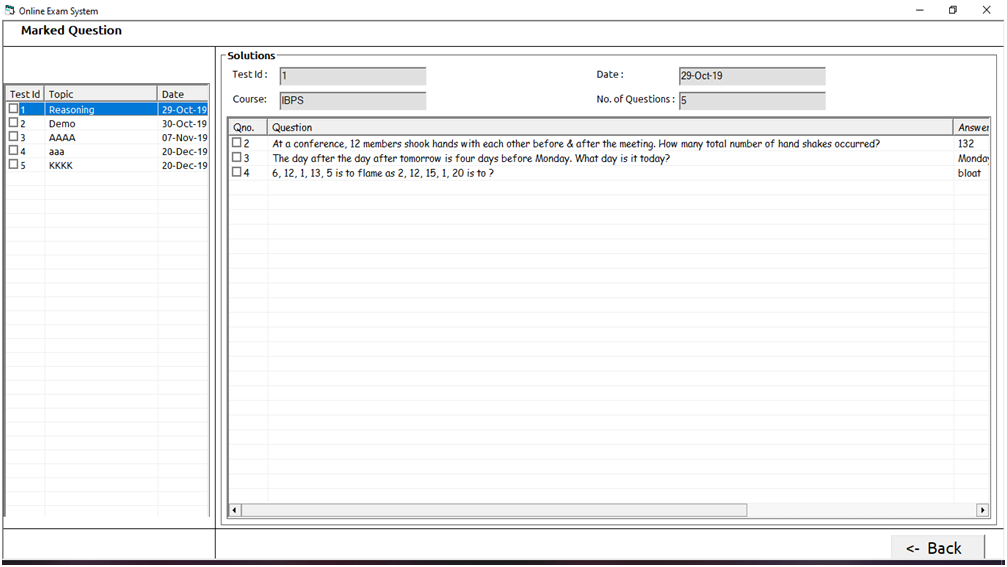 Online Exam System
Marked Question
Test Id Topic Date
1 Reasoning 29-Oct-19
2 Demo 30-Oct-19
3 AAAA 07-Nov-19
4 aaa 20-Dec-19
5 KKKK 20-Dec-19
Solutions
Test Id : 1 Date : 29-Oct-19
Course: IBPS No. of Questions : 5
Qno. Question Answer
2 At a conference, 12 members shook hands with each other before & after the meeting. How many total number of hand shakes occurred? 132
3 The day after the day after tomorrow is four days before Monday. What day is it today? Monday
4 6, 12, 1, 13, 5 is to flame as 2, 12, 15, 1, 20 is to ? bloat
<- Back